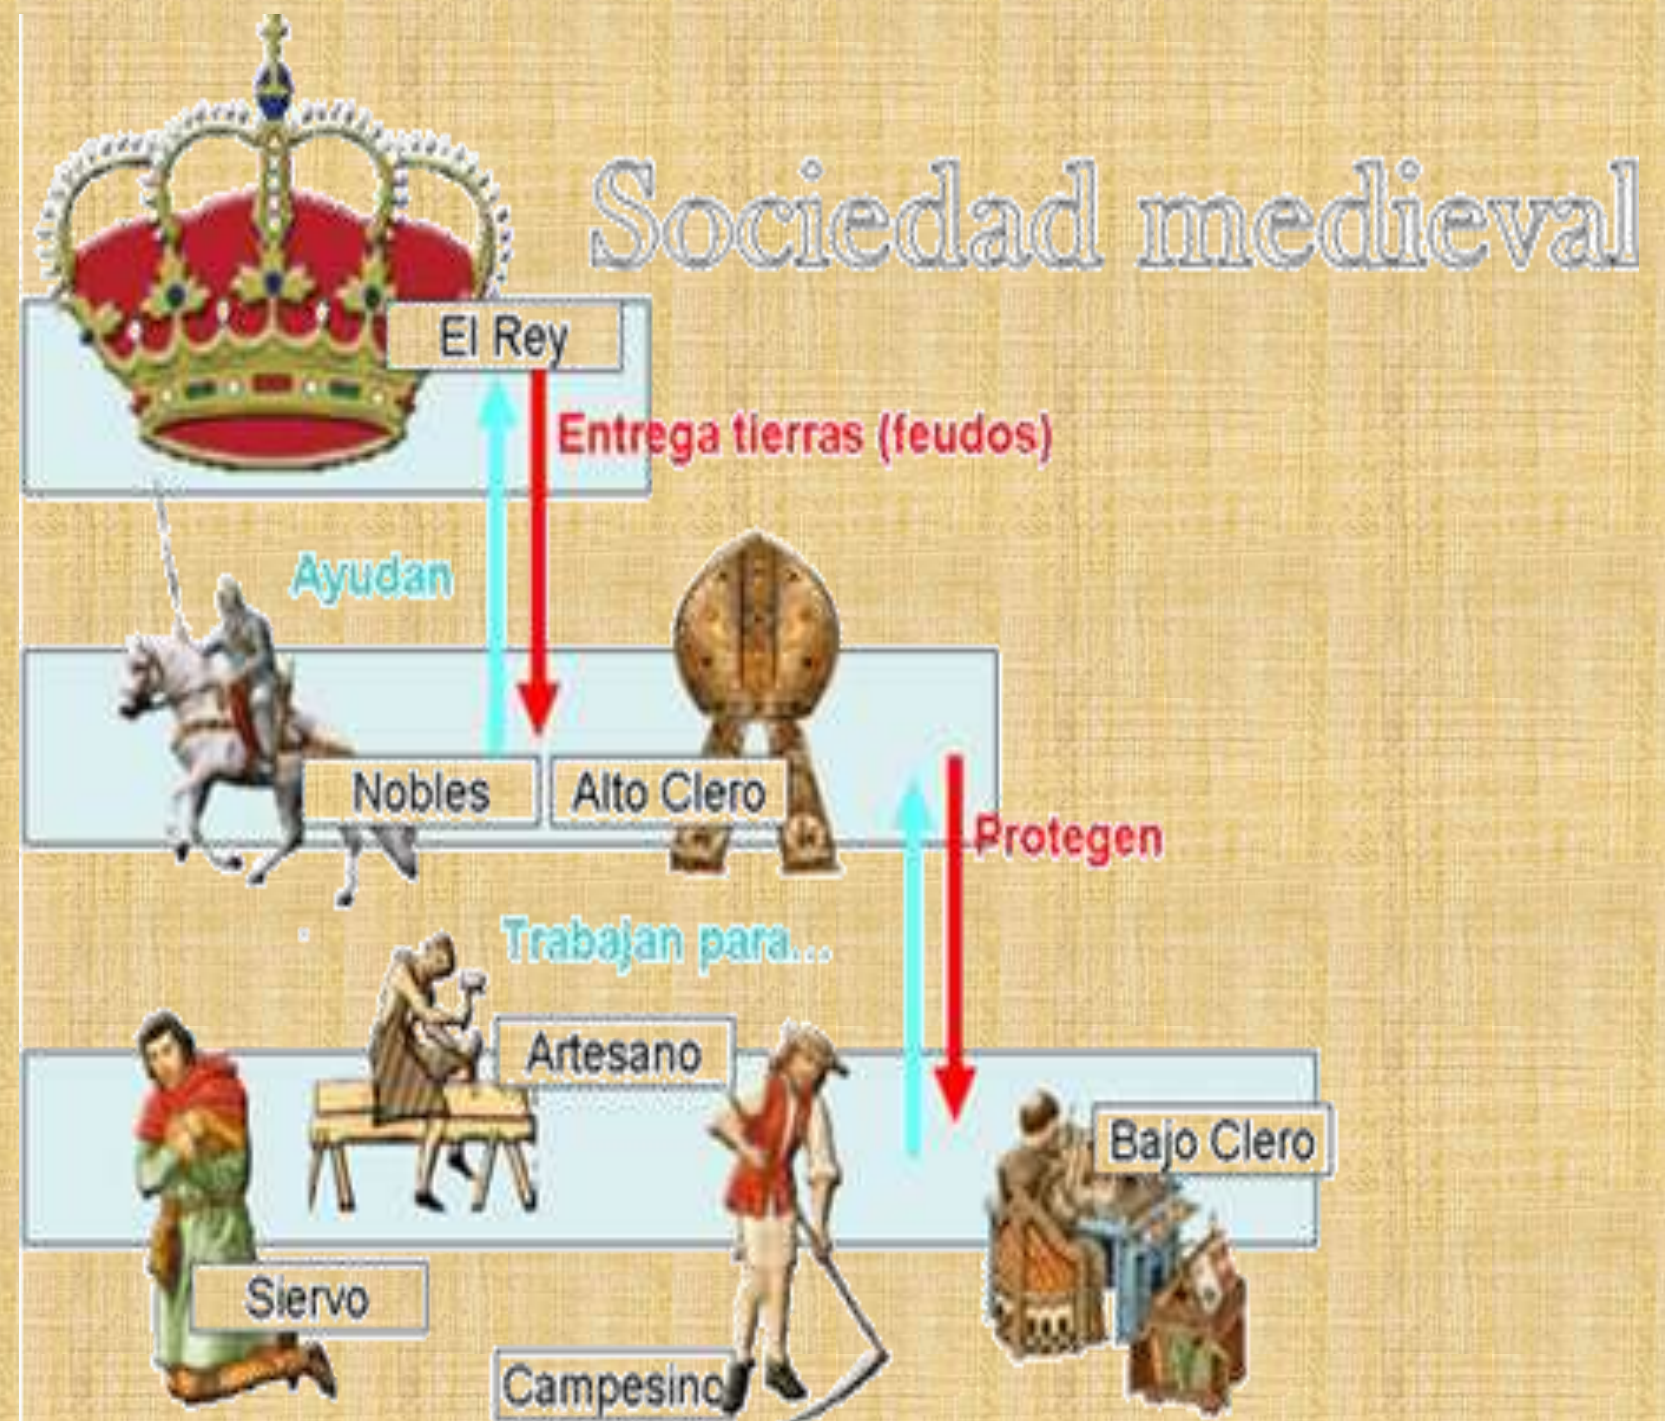 Sociedad medieval
El Rey
Entrega tierras (feudos)
Ayudan
Nobles
Alto Clero
Protegen
Trabajan para...
Artesano
Bajo Clero
Siervo
Campesino